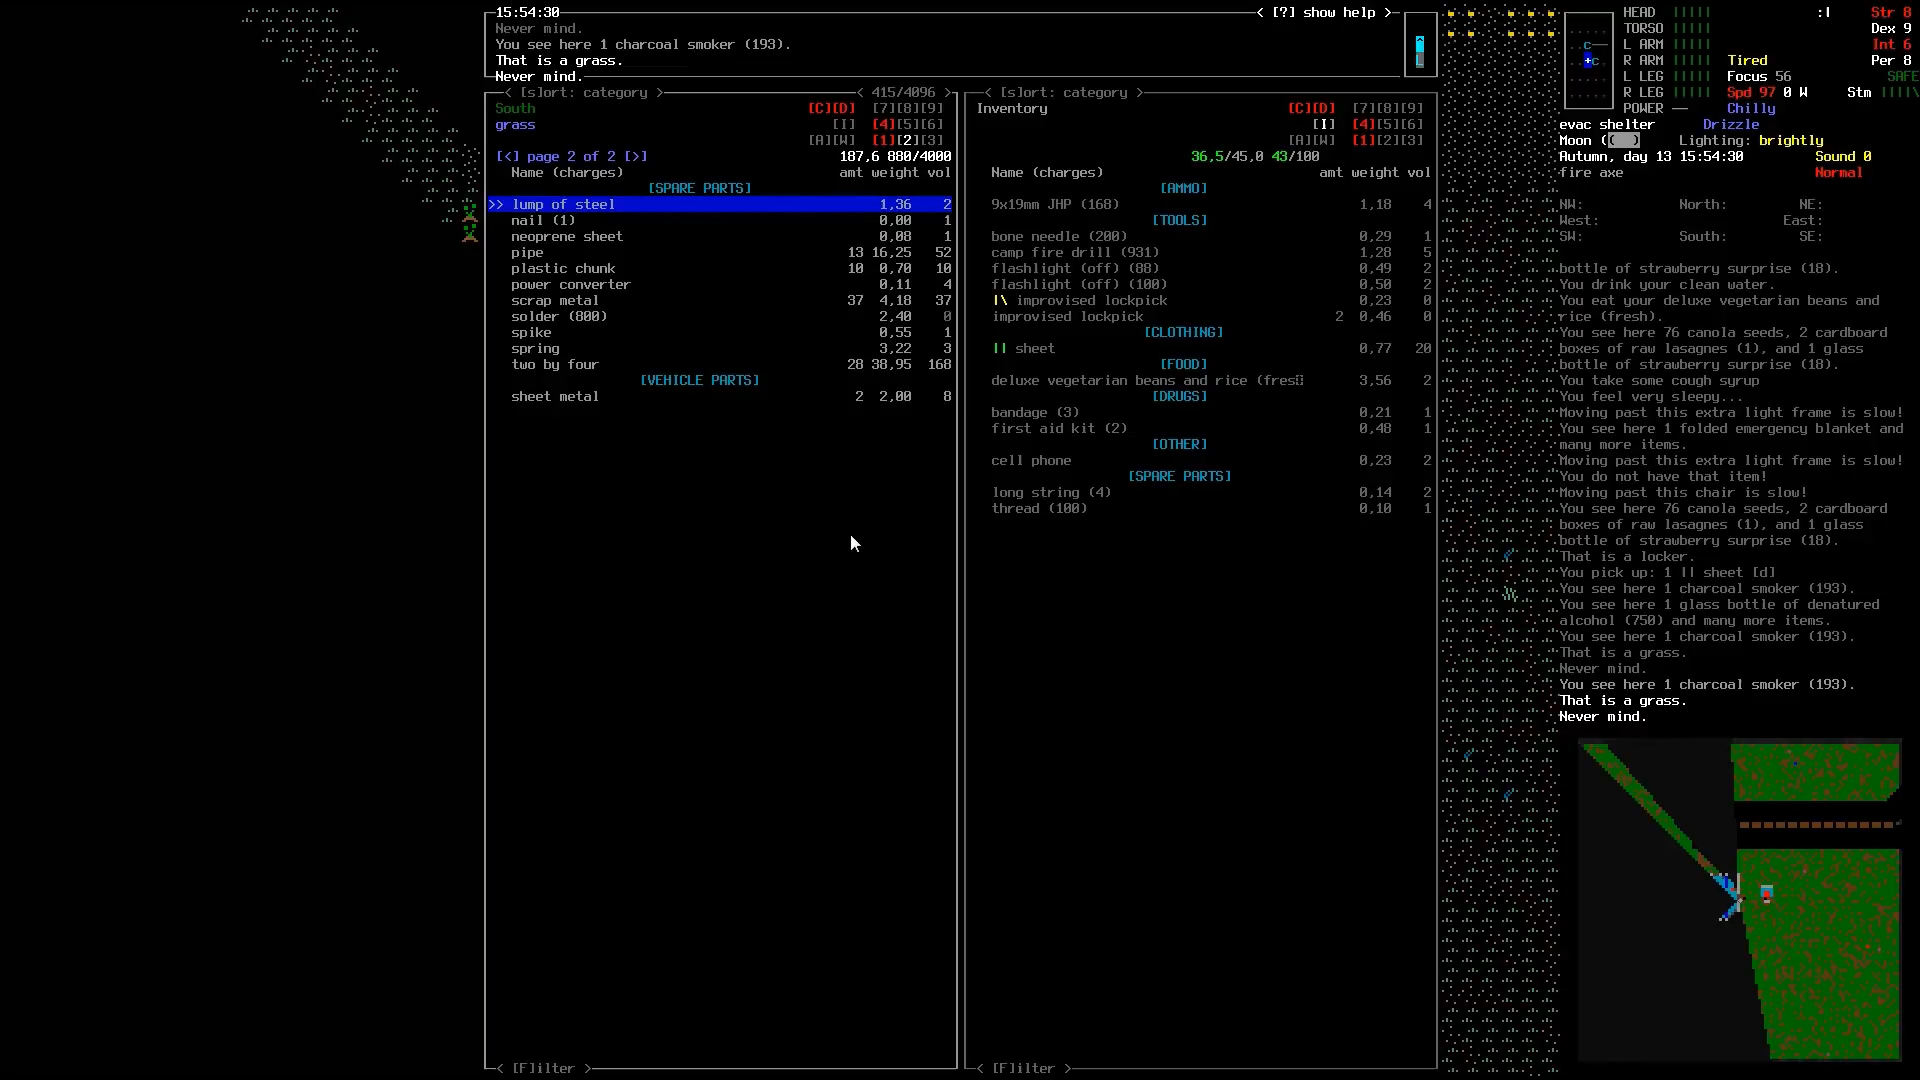 15:54:30 < [?] show help >
Never mind.
You see here 1 charcoal smoker (193).
That is a grass.
Never mind.
< [s]ort: category > < 415/4096 >
South [C][D] [7][8][9]
grass [I] [4][5][6]
[A][W] [1][2][3]
[<] page 2 of 2 [>] 187,6 880/4000
Name (charges) amt weight vol
[SPARE PARTS]
>> lump of steel 1,36 2
nail (1) 0,00 1
neoprene sheet 0,08 1
pipe 13 16,25 52
plastic chunk 10 0,70 10
power converter 0,11 4
scrap metal 37 4,18 37
solder (800) 2,40 0
spike 0,55 1
spring 3,22 3
two by four 28 38,95 168
[VEHICLE PARTS]
sheet metal 2 2,00 8
< [F]ilter >
< [s]ort: category >
Inventory [C][D] [7][8][9]
[I] [4][5][6]
[A][W] [1][2][3]
36,5/45,0 43/100
Name (charges) amt weight vol
[AMMO]
9x19mm JHP (168) 1,18 4
[TOOLS]
bone needle (200) 0,29 1
camp fire drill (931) 1,28 5
flashlight (off) (88) 0,49 2
flashlight (off) (100) 0,50 2
|\ improvised lockpick 0,23 0
improvised lockpick 2 0,46 0
[CLOTHING]
|| sheet 0,77 20
[FOOD]
deluxe vegetarian beans and rice (fres 3,56 2
[DRUGS]
bandage (3) 0,21 1
first aid kit (2) 0,48 1
[OTHER]
cell phone 0,23 2
[SPARE PARTS]
long string (4) 0,14 2
thread (100) 0,10 1
< [F]ilter >
HEAD ||||| :| Str 8
TORSO ||||| Dex 9
L ARM ||||| Int 6
R ARM ||||| Tired Per 8
L LEG ||||| Focus 56 SAFE
R LEG ||||| Spd 97 0 W Stm ||||\
POWER -- Chilly
evac shelter Drizzle
Moon (( ) Lighting: brightly
Autumn, day 13 15:54:30 Sound 0
fire axe Normal
NW: North: NE:
West: East:
SW: South: SE:
bottle of strawberry surprise (18).
You drink your clean water.
You eat your deluxe vegetarian beans and
rice (fresh).
You see here 76 canola seeds, 2 cardboard
boxes of raw lasagnes (1), and 1 glass
bottle of strawberry surprise (18).
You take some cough syrup
You feel very sleepy...
Moving past this extra light frame is slow!
You see here 1 folded emergency blanket and
many more items.
Moving past this extra light frame is slow!
You do not have that item!
Moving past this chair is slow!
You see here 76 canola seeds, 2 cardboard
boxes of raw lasagnes (1), and 1 glass
bottle of strawberry surprise (18).
That is a locker.
You pick up: 1 || sheet [d]
You see here 1 charcoal smoker (193).
You see here 1 glass bottle of denatured
alcohol (750) and many more items.
You see here 1 charcoal smoker (193).
That is a grass.
Never mind.
You see here 1 charcoal smoker (193).
That is a grass.
Never mind.